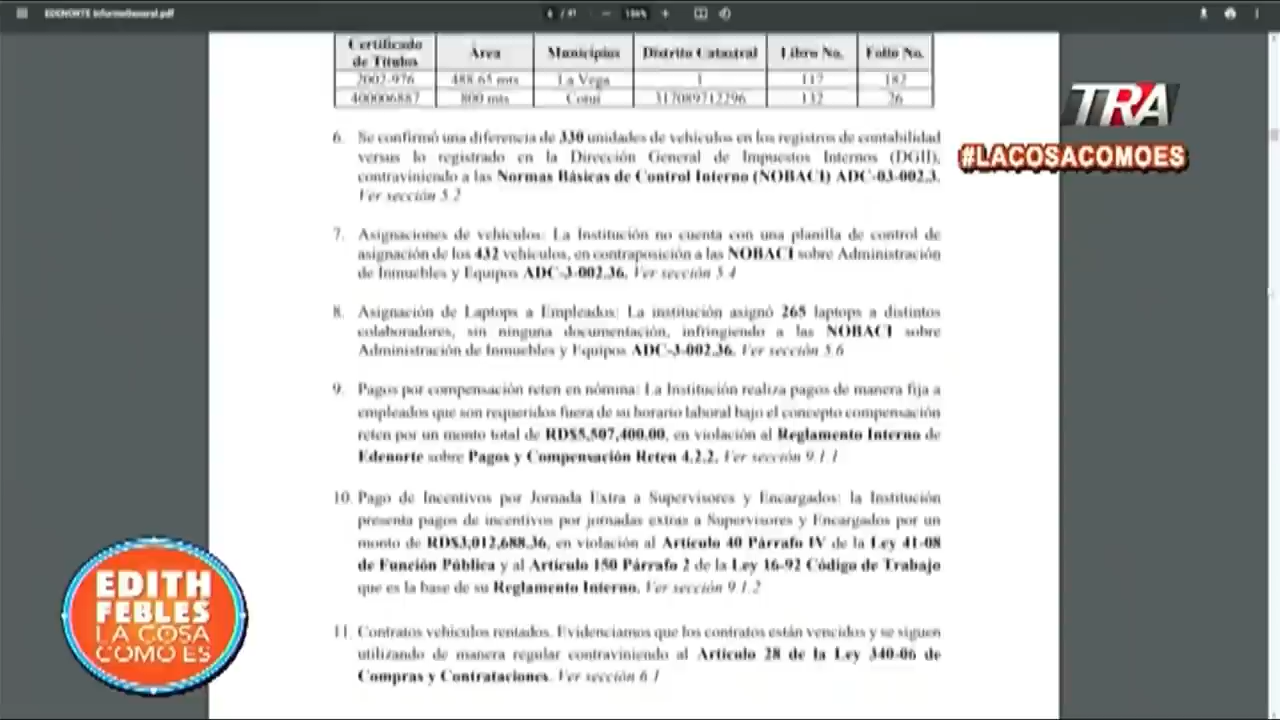 EDENORTE InformeGeneral.pdf
Certificado de Títulos Área Municipios Distrito Catastral Libro No. Folio No.
2002-976 488.65 mts La Vega 1 117 182
400006887 800 mts Cotuí 317089712296 132 26
6. Se confirmó una diferencia de 330 unidades de vehículos en los registros de contabilidad
versus lo registrado en la Dirección General de Impuestos Internos (DGII),
contraviniendo a las Normas Básicas de Control Interno (NOBACI) ADC-03-002.3.
Ver sección 5.2
7. Asignaciones de vehículos: La Institución no cuenta con una planilla de control de
asignación de los 432 vehículos, en contraposición a las NOBACI sobre Administración
de Inmuebles y Equipos ADC-3-002.36. Ver sección 5.4
8. Asignación de Laptops a Empleados: La institución asignó 265 laptops a distintos
colaboradores, sin ninguna documentación, infringiendo a las NOBACI sobre
Administración de Inmuebles y Equipos ADC-3-002.36. Ver sección 5.6
9. Pagos por compensación reten en nómina: La Institución realiza pagos de manera fija a
empleados que son requeridos fuera de su horario laboral bajo el concepto compensación
reten por un monto total de RD$5,507,400.00, en violación al Reglamento Interno de
Edenorte sobre Pagos y Compensación Reten 4.2.2. Ver sección 9.1.1
10. Pago de Incentivos por Jornada Extra a Supervisores y Encargados: la Institución
presenta pagos de incentivos por jornadas extras a Supervisores y Encargados por un
monto de RD$3,012,688.36, en violación al Artículo 40 Párrafo IV de la Ley 41-08
de Función Pública y al Artículo 150 Párrafo 2 de la Ley 16-92 Código de Trabajo
que es la base de su Reglamento Interno. Ver sección 9.1.2
11. Contratos vehículos rentados. Evidenciamos que los contratos están vencidos y se siguen
utilizando de manera regular contraviniendo al Artículo 28 de la Ley 340-06 de
Compras y Contrataciones. Ver sección 6.1
TRA
#LACOSACOMOES
EDITH
FEBLES
LA COSA
COMO ES